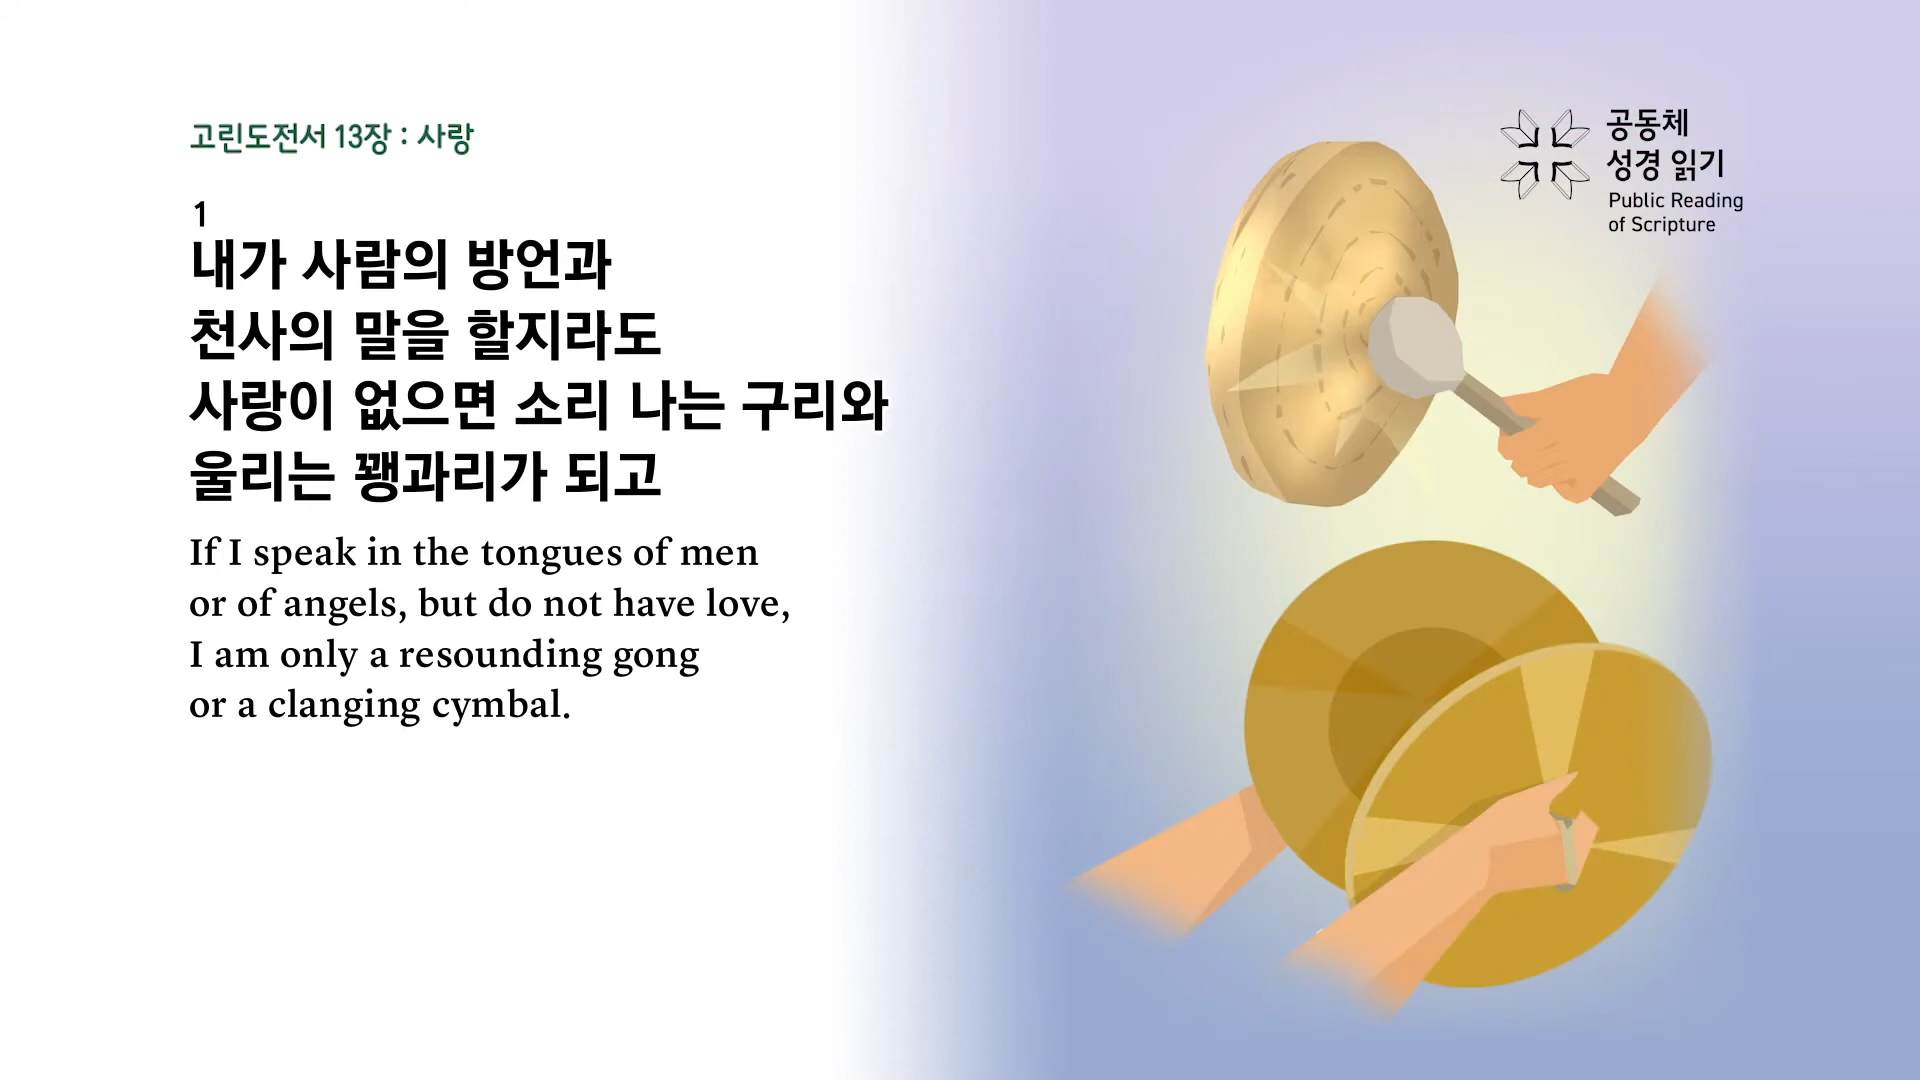 고린도전서 13장 : 사랑
1
내가 사람의 방언과
천사의 말을 할지라도
사랑이 없으면 소리 나는 구리와
울리는 꽹과리가 되고
If I speak in the tongues of men
or of angels, but do not have love,
I am only a resounding gong
or a clanging cymbal.
공동체
성경 읽기
Public Reading
of Scripture